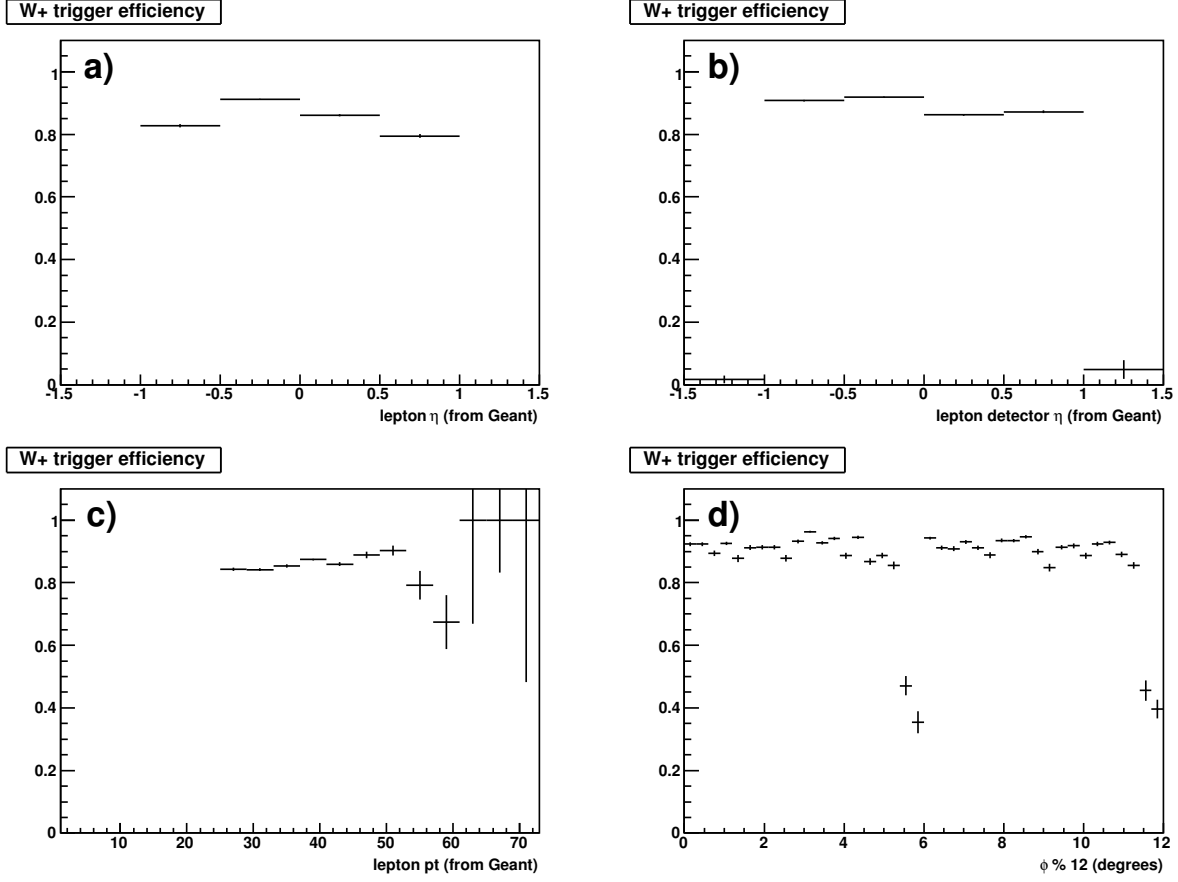 W+ trigger efficiency
a)
1
0.8
0.6
0.4
0.2
0
-1.5 -1 -0.5 0 0.5 1 1.5
lepton η (from Geant)
W+ trigger efficiency
b)
1
0.8
0.6
0.4
0.2
0
-1.5 -1 -0.5 0 0.5 1 1.5
lepton detector η (from Geant)
W+ trigger efficiency
c)
1
0.8
0.6
0.4
0.2
0
10 20 30 40 50 60 70
lepton pt (from Geant)
W+ trigger efficiency
d)
1
0.8
0.6
0.4
0.2
0
0 2 4 6 8 10 12
ϕ % 12 (degrees)